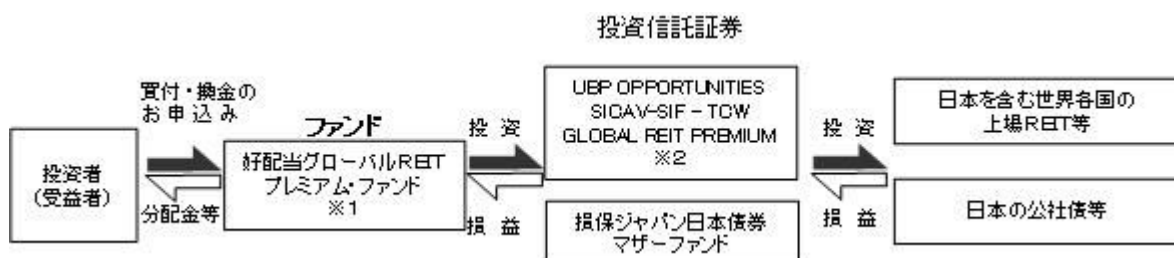 投資信託証券
買付・換金の
お申込み
投資者
(受益者)
分配金等
ファンド
好配当グローバルREIT
プレミアム・ファンド
※1
投資
損益
UBP OPPORTUNITIES
SICAV-SIF - TCW
GLOBAL REIT PREMIUM
※2
損保ジャパン日本債券
マザーファンド
投資
損益
日本を含む世界各国の
上場REIT等
日本の公社債等